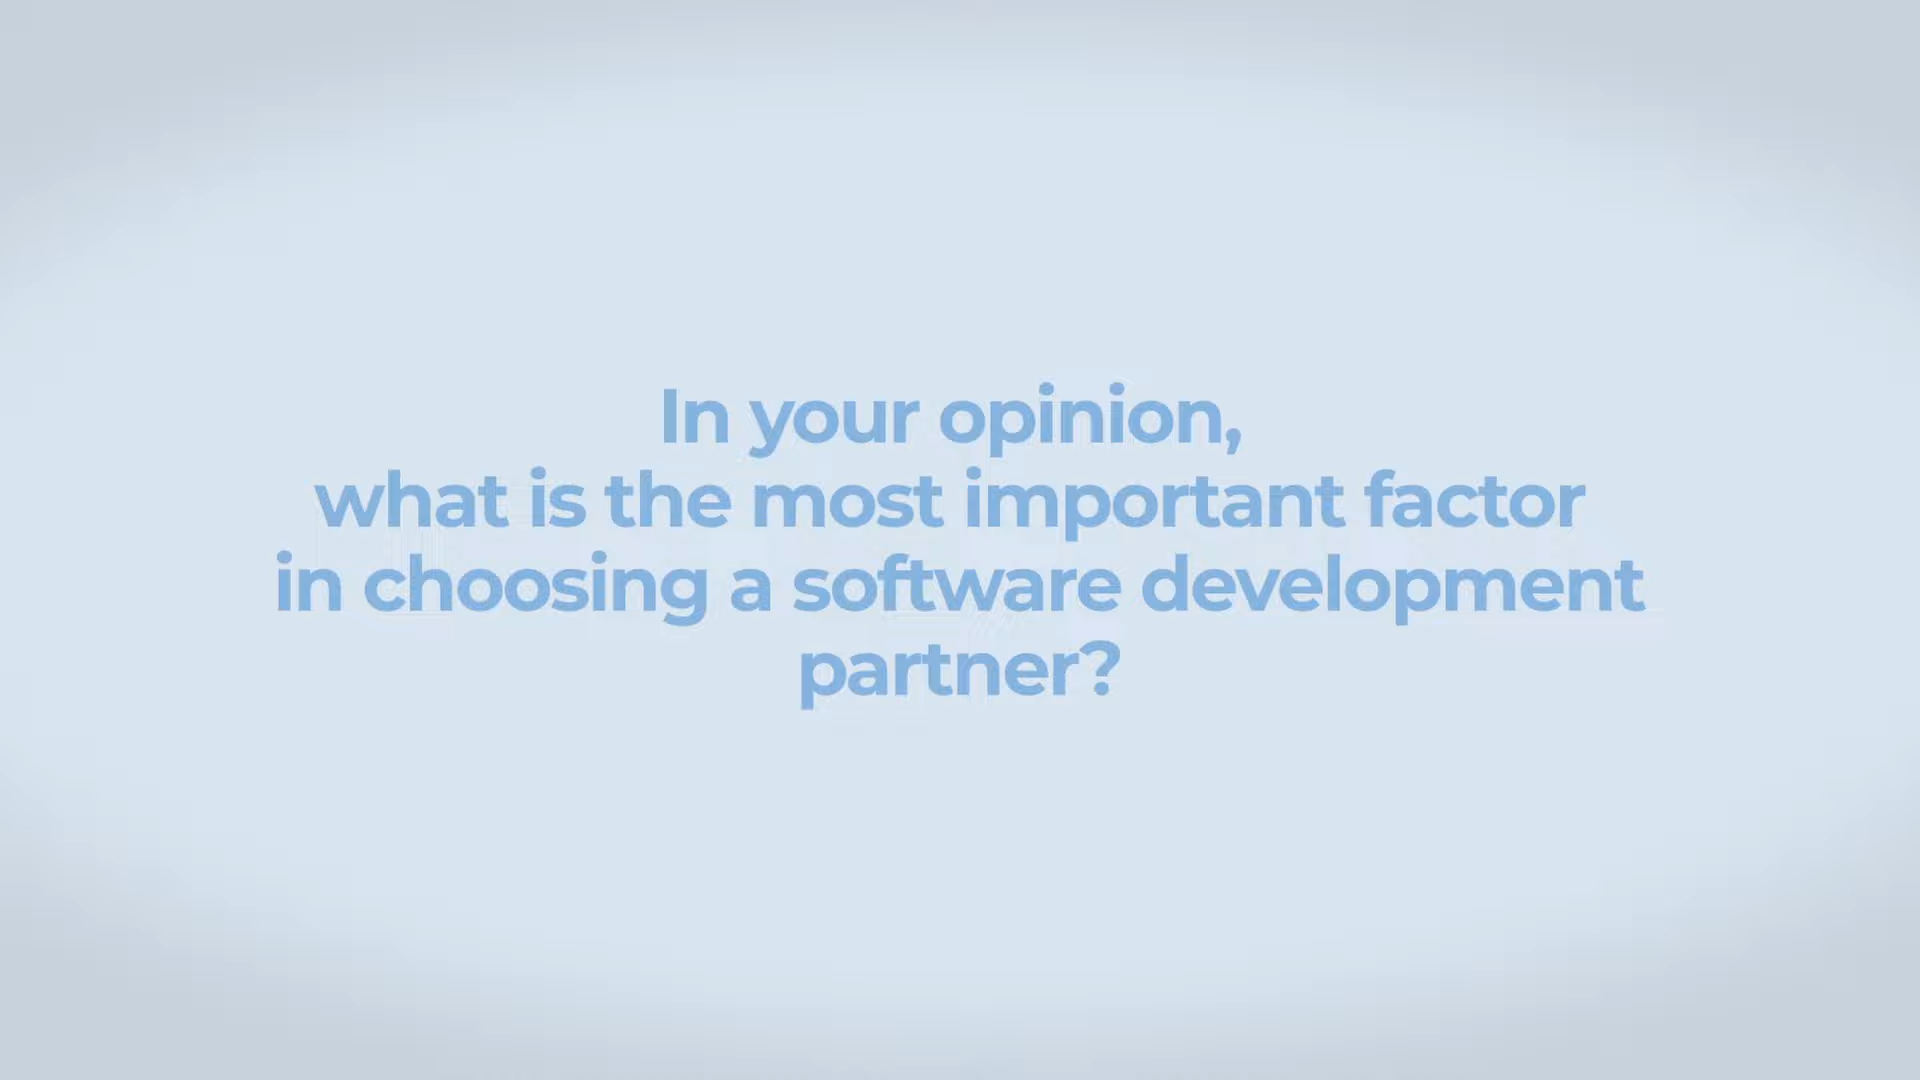 In your opinion,
what is the most important factor
in choosing a software development
partner?